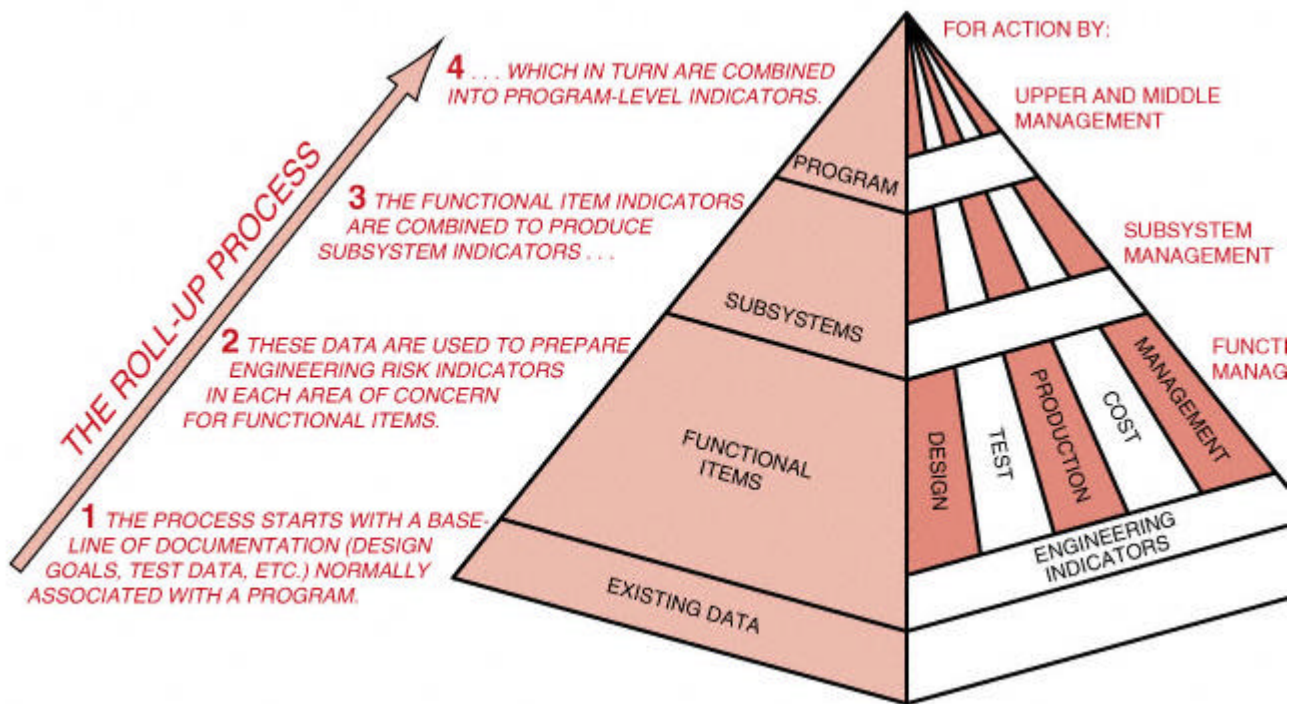 FOR ACTION BY:
4 . . . WHICH IN TURN ARE COMBINED
INTO PROGRAM-LEVEL INDICATORS.
UPPER AND MIDDLE
MANAGEMENT
PROGRAM
THE ROLL-UP PROCESS
3 THE FUNCTIONAL ITEM INDICATORS
ARE COMBINED TO PRODUCE
SUBSYSTEM INDICATORS . . .
SUBSYSTEM
MANAGEMENT
SUBSYSTEMS
2 THESE DATA ARE USED TO PREPARE
ENGINEERING RISK INDICATORS
IN EACH AREA OF CONCERN
FOR FUNCTIONAL ITEMS.
FUNCTI
MANAG
FUNCTIONAL
ITEMS
DESIGN
TEST
PRODUCTION
COST
MANAGEMENT
1 THE PROCESS STARTS WITH A BASE-
LINE OF DOCUMENTATION (DESIGN
GOALS, TEST DATA, ETC.) NORMALLY
ASSOCIATED WITH A PROGRAM.
ENGINEERING
INDICATORS
EXISTING DATA